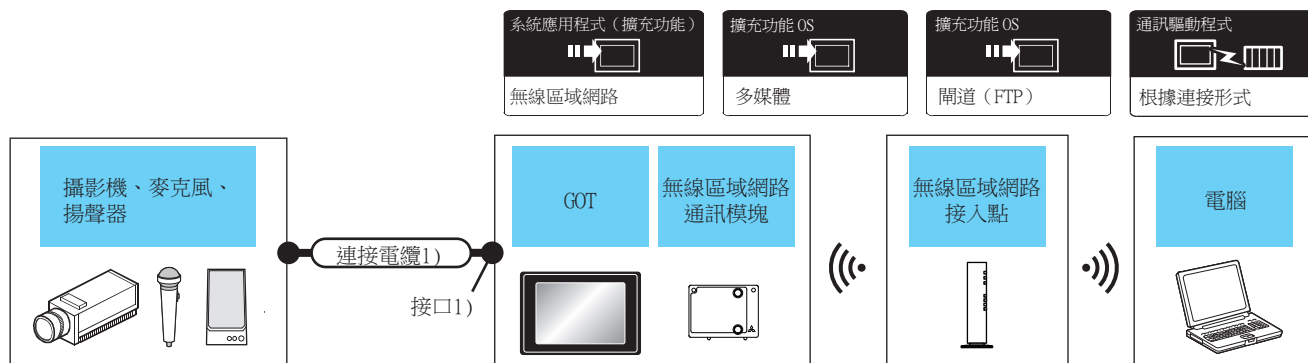 系統應用程式（擴充功能）
無線區域網路
擴充功能 OS
多媒體
擴充功能 OS
閘道（FTP）
通訊驅動程式
根據連接形式
攝影機、麥克風、
揚聲器
連接電纜1)
接口1)
GOT
無線區域網路
通訊模塊
無線區域網路
接入點
電腦